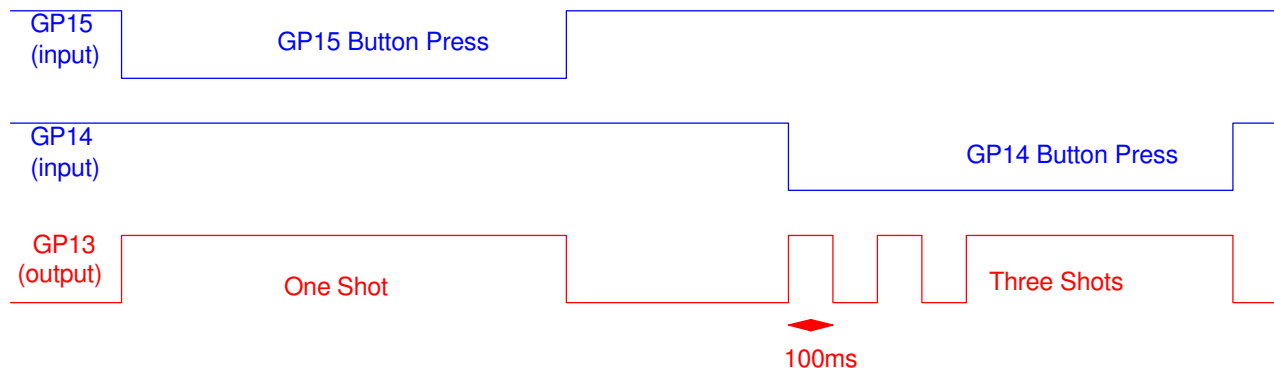 GP15
(input)
GP15 Button Press
GP14
(input)
GP14 Button Press
GP13
(output)
One Shot
Three Shots
100ms